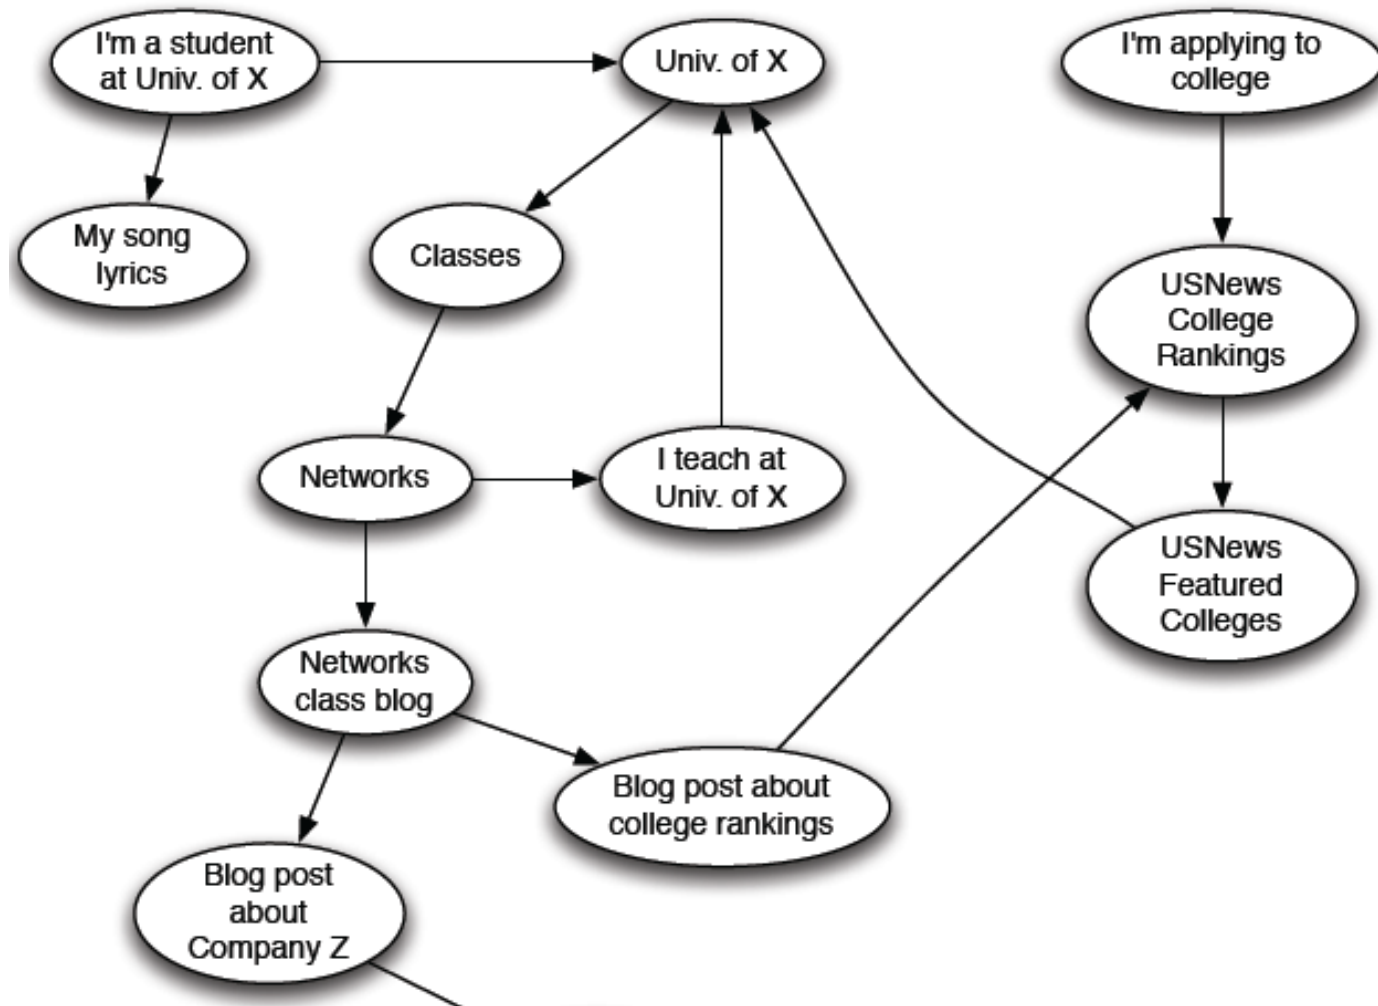 I'm a student
at Univ. of X
Univ. of X
I'm applying to
college
My song
lyrics
Classes
USNews
College
Rankings
Networks
I teach at
Univ. of X
USNews
Featured
Colleges
Networks
class blog
Blog post about
college rankings
Blog post
about
Company Z